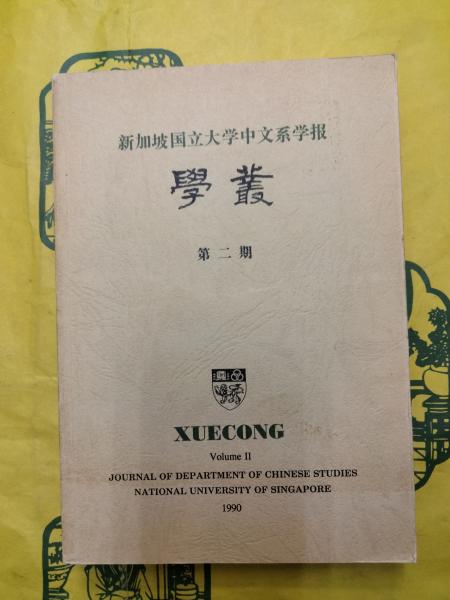 新加坡国立大学中文系学报
學叢
第二期
XUECONG
Volume II
JOURNAL OF DEPARTMENT OF CHINESE STUDIES
NATIONAL UNIVERSITY OF SINGAPORE
1990